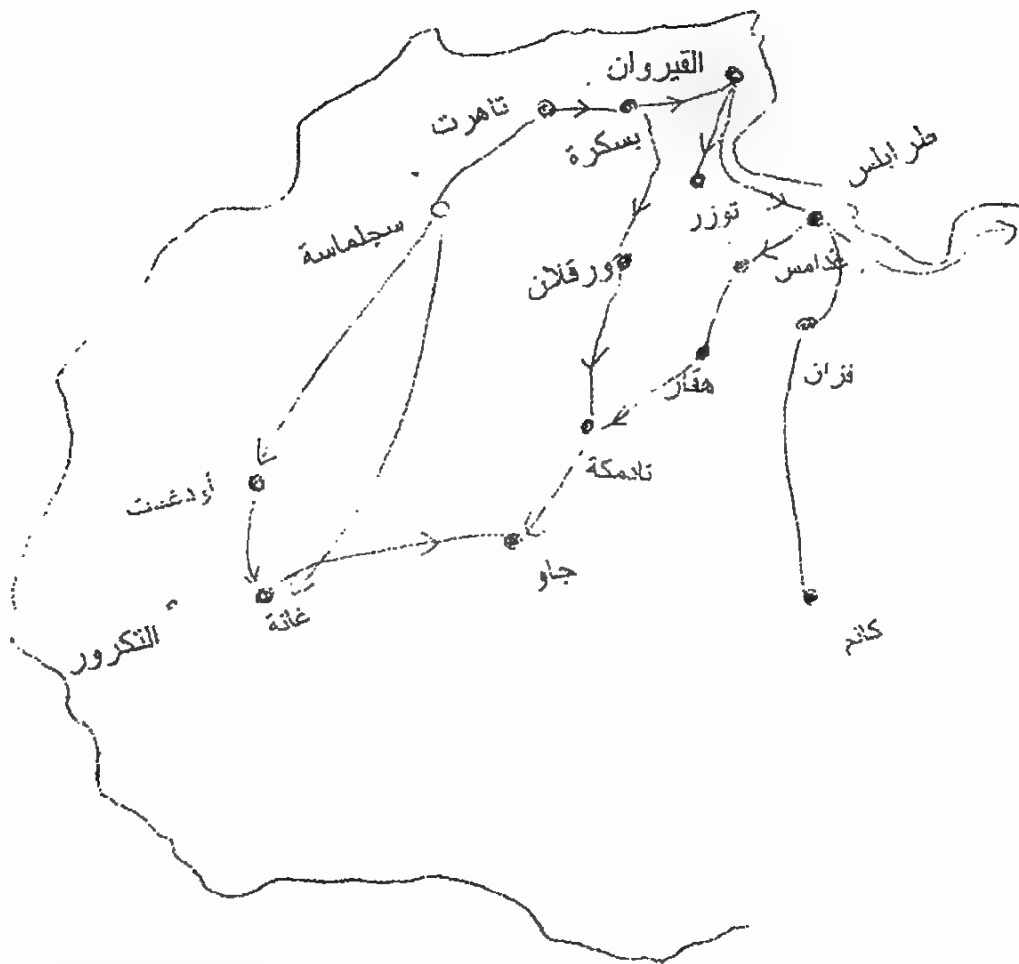 القيروان
تاهرت
بسكرة
طرابلس
توزر
سجلماسة
غدامس
ورقلان
هقار
فزان
تادمكة
أودغست
جاو
غانة
التكرور
كانم